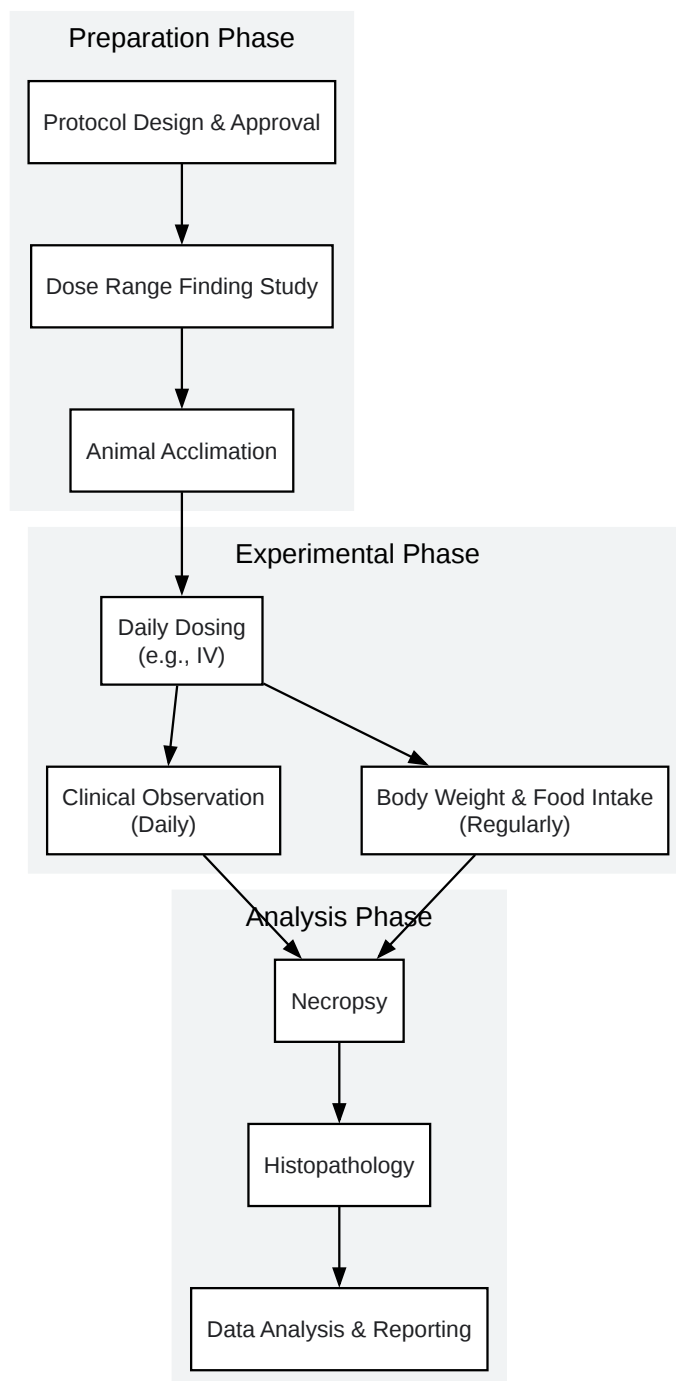 Preparation Phase
Protocol Design & Approval
Dose Range Finding Study
Animal Acclimation
Experimental Phase
Daily Dosing
(e.g., IV)
Clinical Observation
(Daily)
Body Weight & Food Intake
(Regularly)
Analysis Phase
Necropsy
Histopathology
Data Analysis & Reporting